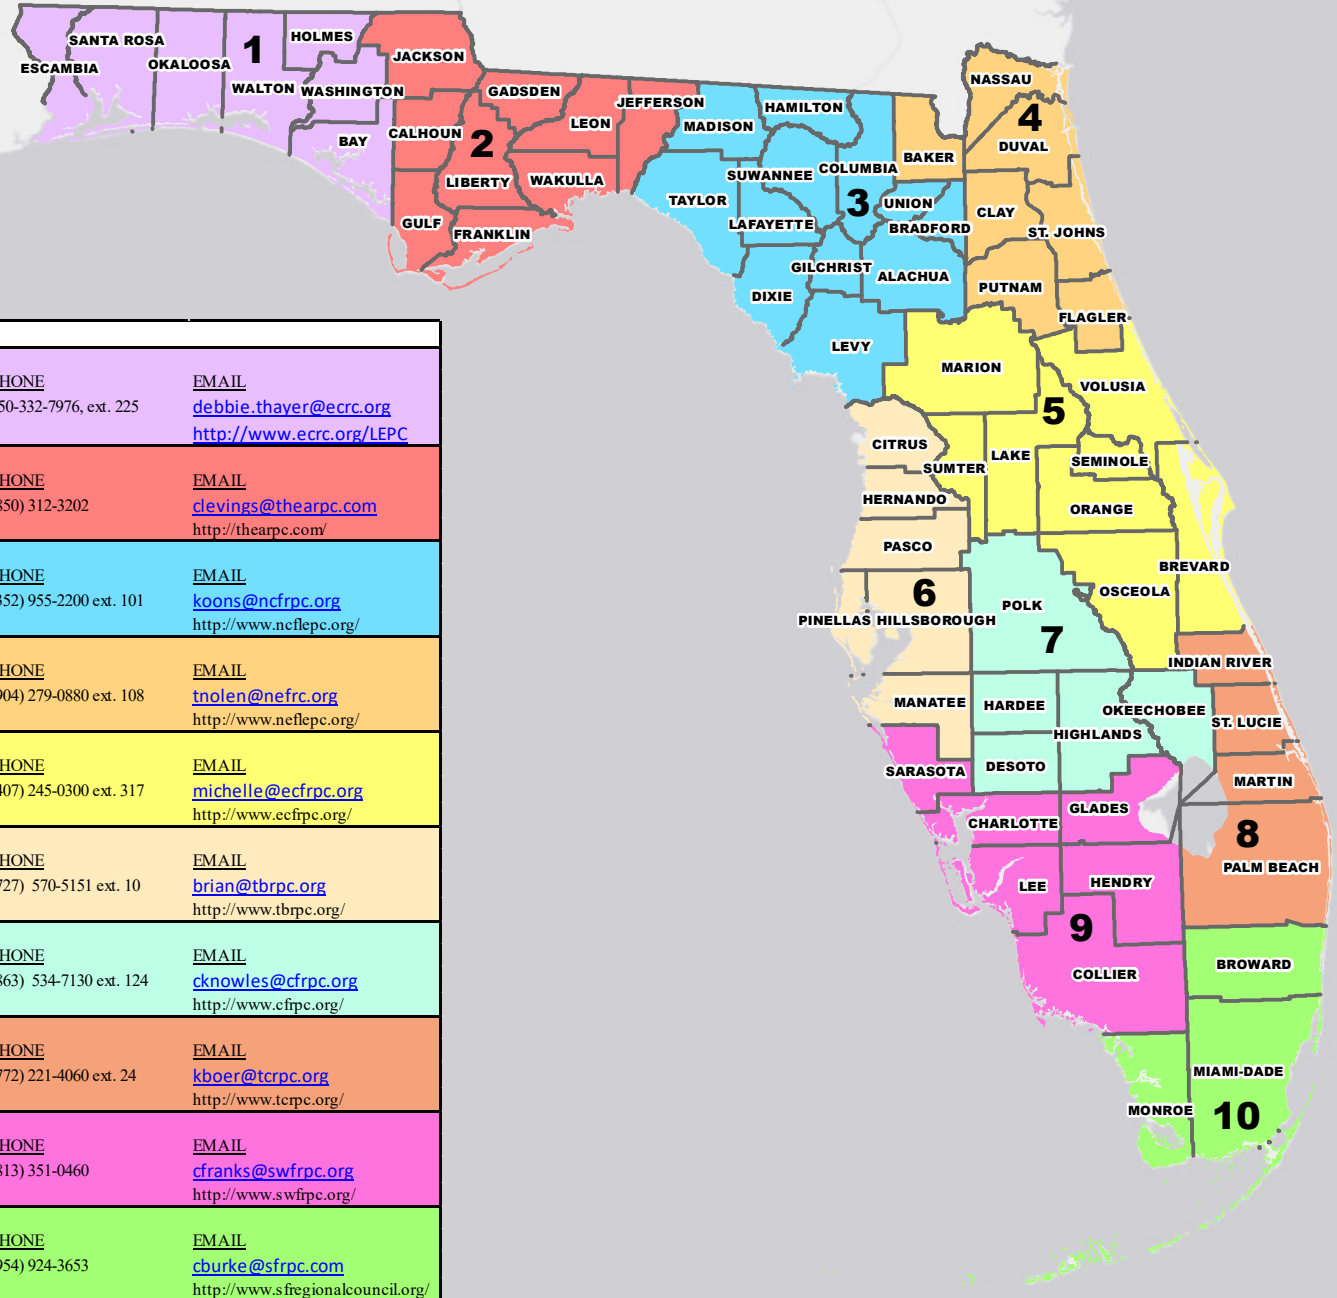 HOLMES
SANTA ROSA
1
JACKSON
ESCAMBIA
OKALOOSA
WALTON
WASHINGTON
BAY
GADSDEN
JEFFERSON
LEON
CALHOUN
2
LIBERTY
WAKULLA
GULF
FRANKLIN
MADISON
HAMILTON
SUWANNEE
COLUMBIA
TAYLOR
3
UNION
LAFAYETTE
BRADFORD
GILCHRIST
ALACHUA
DIXIE
LEVY
NASSAU
4
DUVAL
BAKER
CLAY
ST. JOHNS
PUTNAM
FLAGLER
MARION
VOLUSIA
5
LAKE
SUMTER
SEMINOLE
ORANGE
BREVARD
OSCEOLA
CITRUS
HERNANDO
PASCO
6
PINELLAS
HILLSBOROUGH
MANATEE
POLK
7
HARDEE
OKEECHOBEE
HIGHLANDS
DESOTO
INDIAN RIVER
ST. LUCIE
MARTIN
8
PALM BEACH
SARASOTA
GLADES
CHARLOTTE
LEE
HENDRY
9
COLLIER
BROWARD
MIAMI-DADE
MONROE
10
HONE EMAIL
50-332-7976, ext. 225 debbie.thayer@ecrc.org
http://www.ecrc.org/LEPC
HONE EMAIL
850) 312-3202 clevings@thearpc.com
http://thearpc.com/
HONE EMAIL
352) 955-2200 ext. 101 koons@ncfrpc.org
http://www.ncflepc.org/
HONE EMAIL
904) 279-0880 ext. 108 tnolen@nefrc.org
http://www.neflepc.org/
HONE EMAIL
407) 245-0300 ext. 317 michelle@ecfrpc.org
http://www.ecfrpc.org/
HONE EMAIL
727) 570-5151 ext. 10 brian@tbrpc.org
http://www.tbrpc.org/
HONE EMAIL
863) 534-7130 ext. 124 cknowles@cfrpc.org
http://www.cfrpc.org/
HONE EMAIL
772) 221-4060 ext. 24 kboer@tcrpc.org
http://www.tcrpc.org/
HONE EMAIL
813) 351-0460 cfranks@swfrpc.org
http://www.swfrpc.org/
HONE EMAIL
954) 924-3653 cburke@sfrpc.com
http://www.sfregionalcouncil.org/